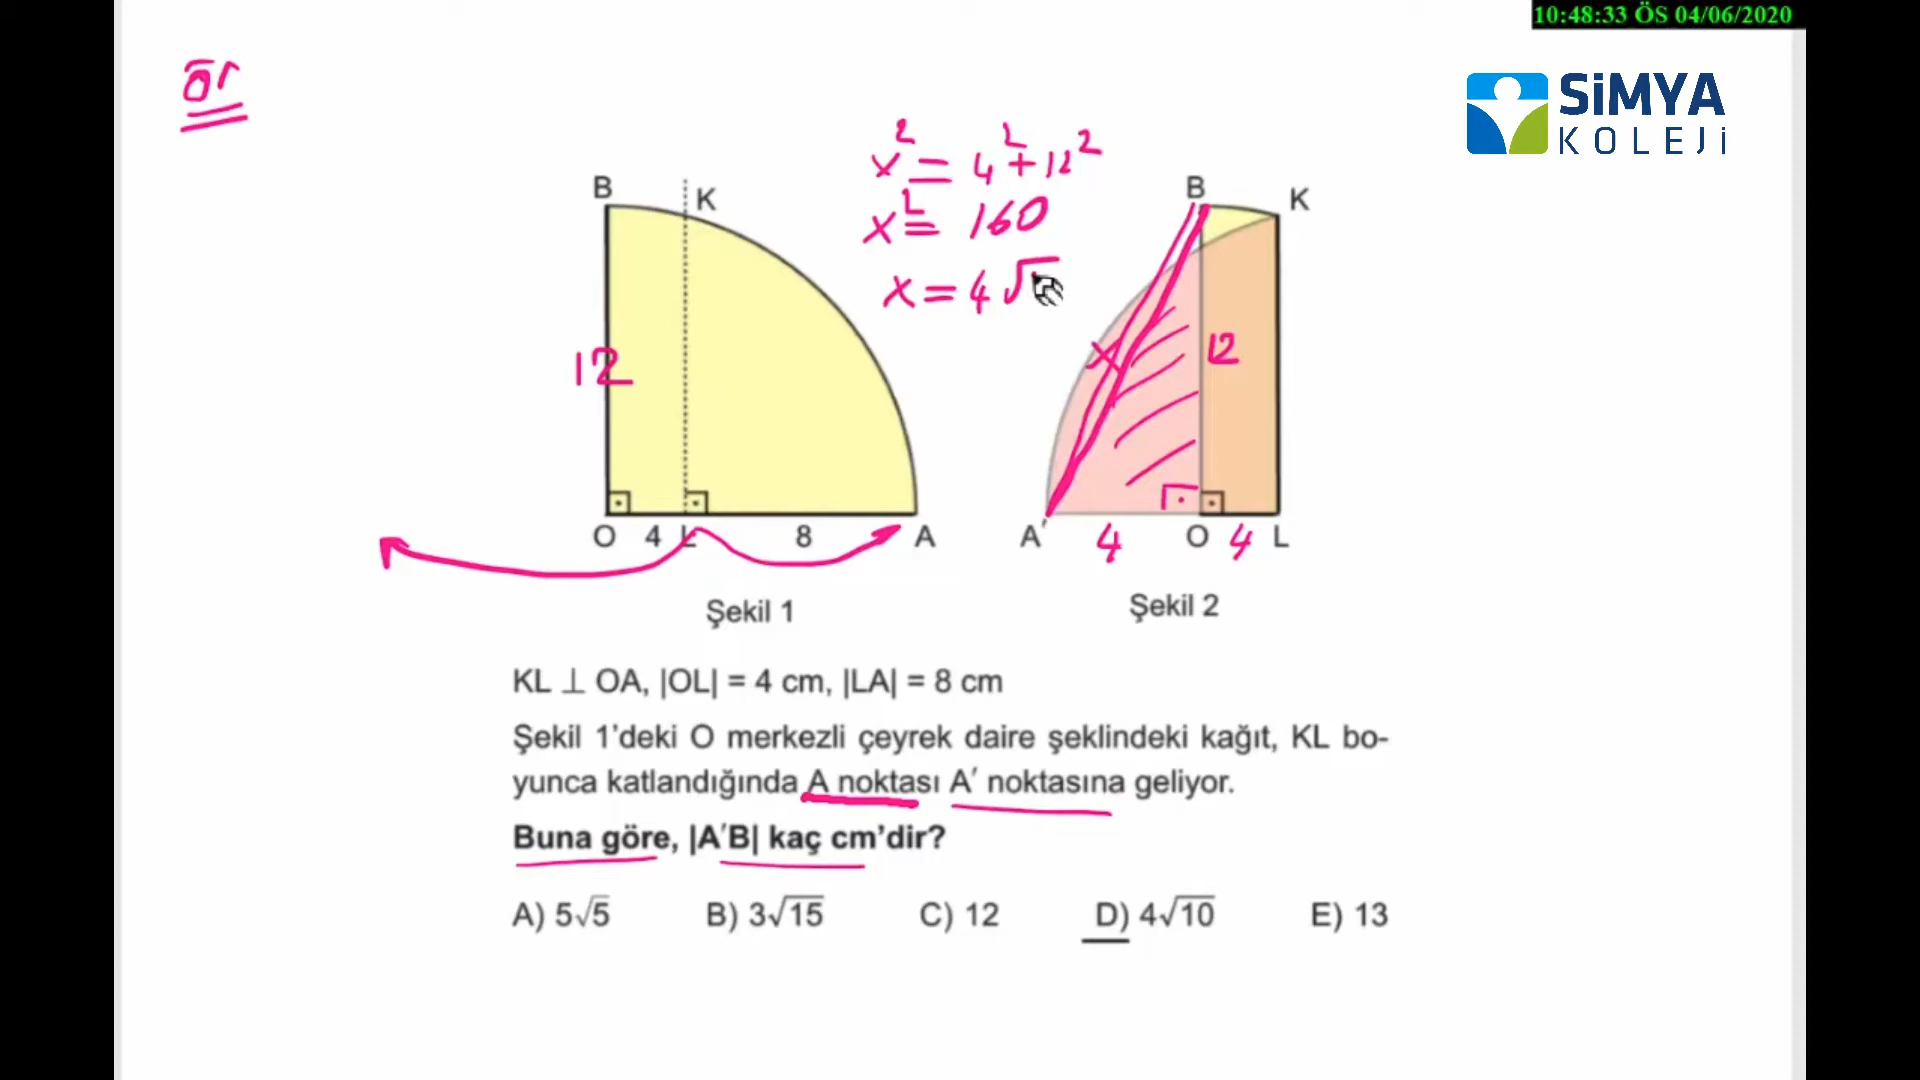 10:48:33 ÖS 04/06/2020
ör
SiMYA
KOLEJi
x² = 4² + 12²
x² = 160
x = 4√
B
K
12
O 4 L 8 A
Şekil 1
B
K
x
12
A′ 4 O 4 L
Şekil 2
KL ⊥ OA, |OL| = 4 cm, |LA| = 8 cm
Şekil 1'deki O merkezli çeyrek daire şeklindeki kağıt, KL bo-
yunca katlandığında A noktası A′ noktasına geliyor.
Buna göre, |A′B| kaç cm'dir?
A) 5√5 B) 3√15 C) 12 D) 4√10 E) 13